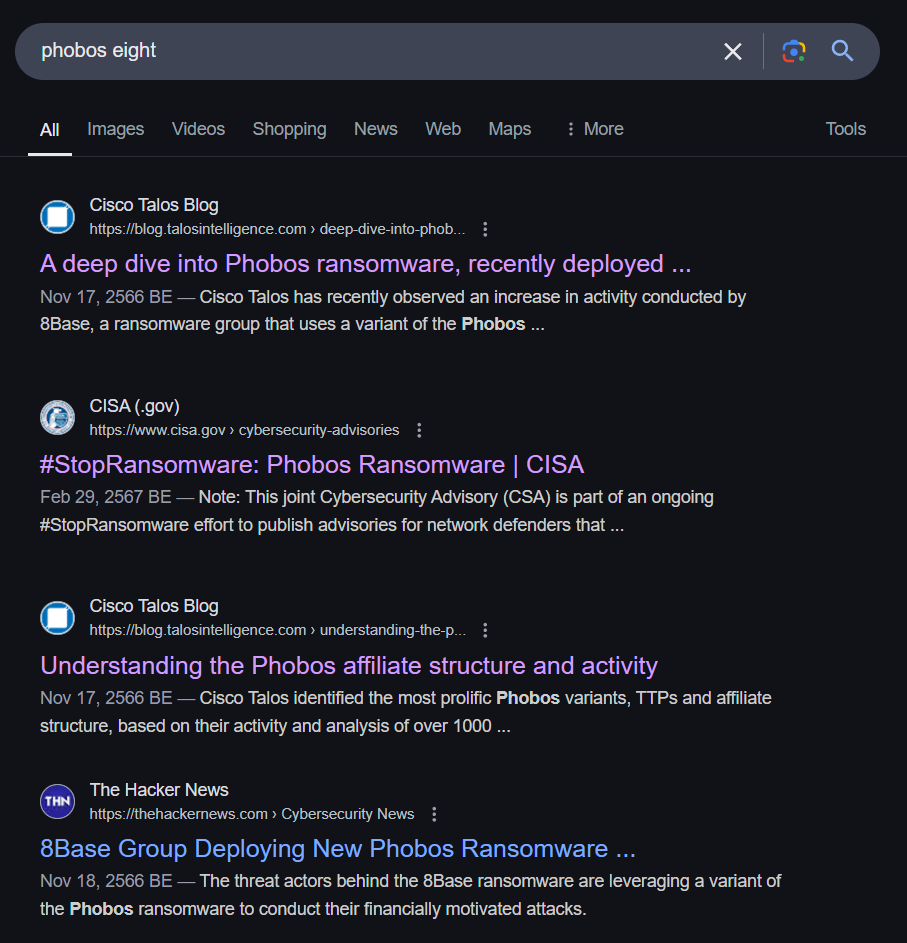 phobos eight
All Images Videos Shopping News Web Maps More Tools
Cisco Talos Blog
https://blog.talosintelligence.com › deep-dive-into-phob...
A deep dive into Phobos ransomware, recently deployed ...
Nov 17, 2566 BE — Cisco Talos has recently observed an increase in activity conducted by
8Base, a ransomware group that uses a variant of the Phobos ...
CISA (.gov)
https://www.cisa.gov › cybersecurity-advisories
#StopRansomware: Phobos Ransomware | CISA
Feb 29, 2567 BE — Note: This joint Cybersecurity Advisory (CSA) is part of an ongoing
#StopRansomware effort to publish advisories for network defenders that ...
Cisco Talos Blog
https://blog.talosintelligence.com › understanding-the-p...
Understanding the Phobos affiliate structure and activity
Nov 17, 2566 BE — Cisco Talos identified the most prolific Phobos variants, TTPs and affiliate
structure, based on their activity and analysis of over 1000 ...
THN
The Hacker News
https://thehackernews.com › Cybersecurity News
8Base Group Deploying New Phobos Ransomware ...
Nov 18, 2566 BE — The threat actors behind the 8Base ransomware are leveraging a variant of
the Phobos ransomware to conduct their financially motivated attacks.